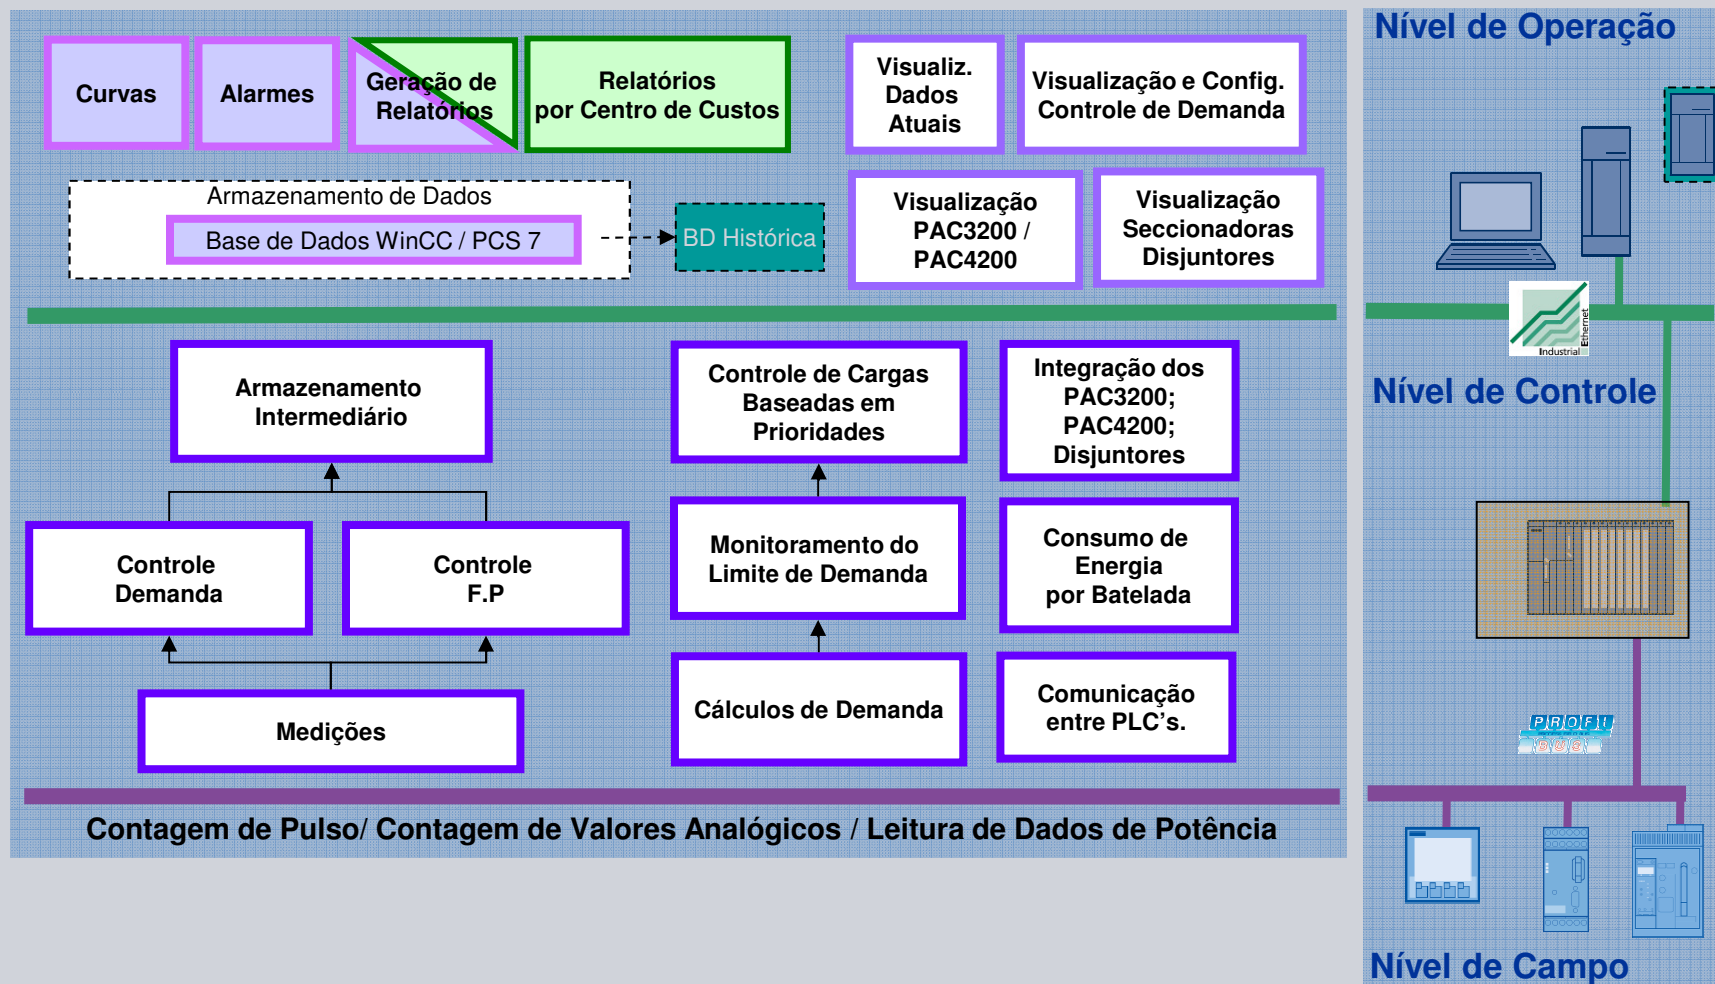 Curvas
Alarmes
Geração de
Relatórios
Relatórios
por Centro de Custos
Visualiz.
Dados
Atuais
Visualização e Config.
Controle de Demanda
Armazenamento de Dados
Base de Dados WinCC / PCS 7
BD Histórica
Visualização
PAC3200 /
PAC4200
Visualização
Seccionadoras
Disjuntores
Armazenamento
Intermediário
Controle
Demanda
Controle
F.P
Medições
Controle de Cargas
Baseadas em
Prioridades
Monitoramento do
Limite de Demanda
Cálculos de Demanda
Integração dos
PAC3200;
PAC4200;
Disjuntores
Consumo de
Energia
por Batelada
Comunicação
entre PLC’s.
Contagem de Pulso/ Contagem de Valores Analógicos / Leitura de Dados de Potência
Nível de Operação
Industrial
Ethernet
Nível de Controle
PROFI
BUS
Nível de Campo